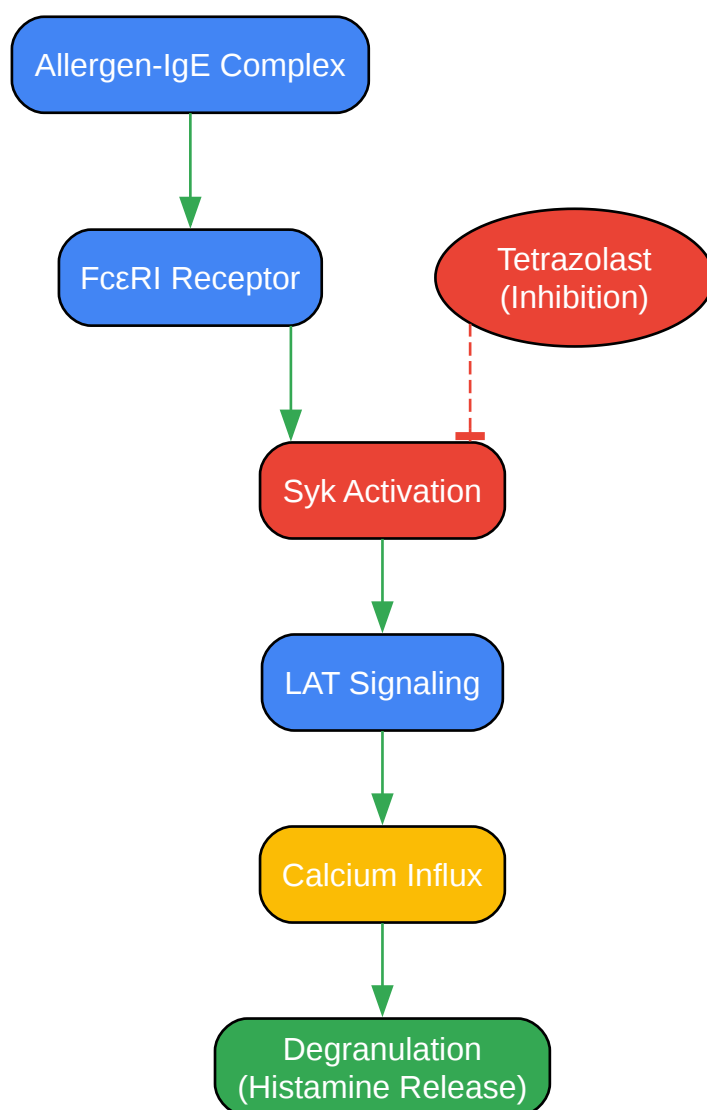 Allergen-IgE Complex
FcεRI Receptor
Tetrazolast
(Inhibition)
Syk Activation
LAT Signaling
Calcium Influx
Degranulation
(Histamine Release)